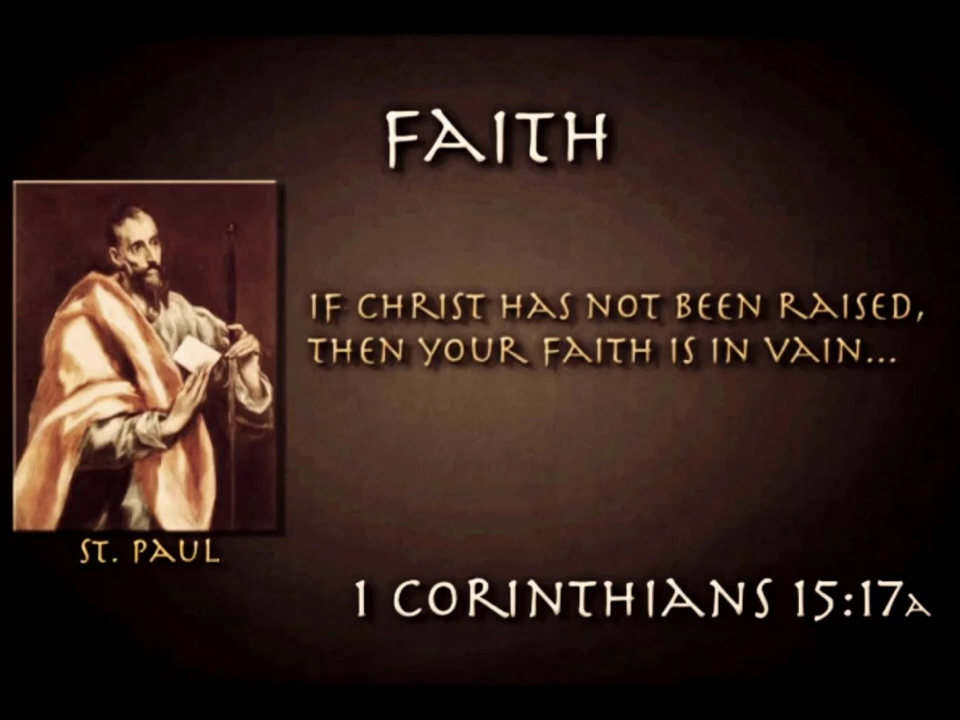 FAITH
IF CHRIST HAS NOT BEEN RAISED,
THEN YOUR FAITH IS IN VAIN...
ST. PAUL
1 CORINTHIANS 15:17A